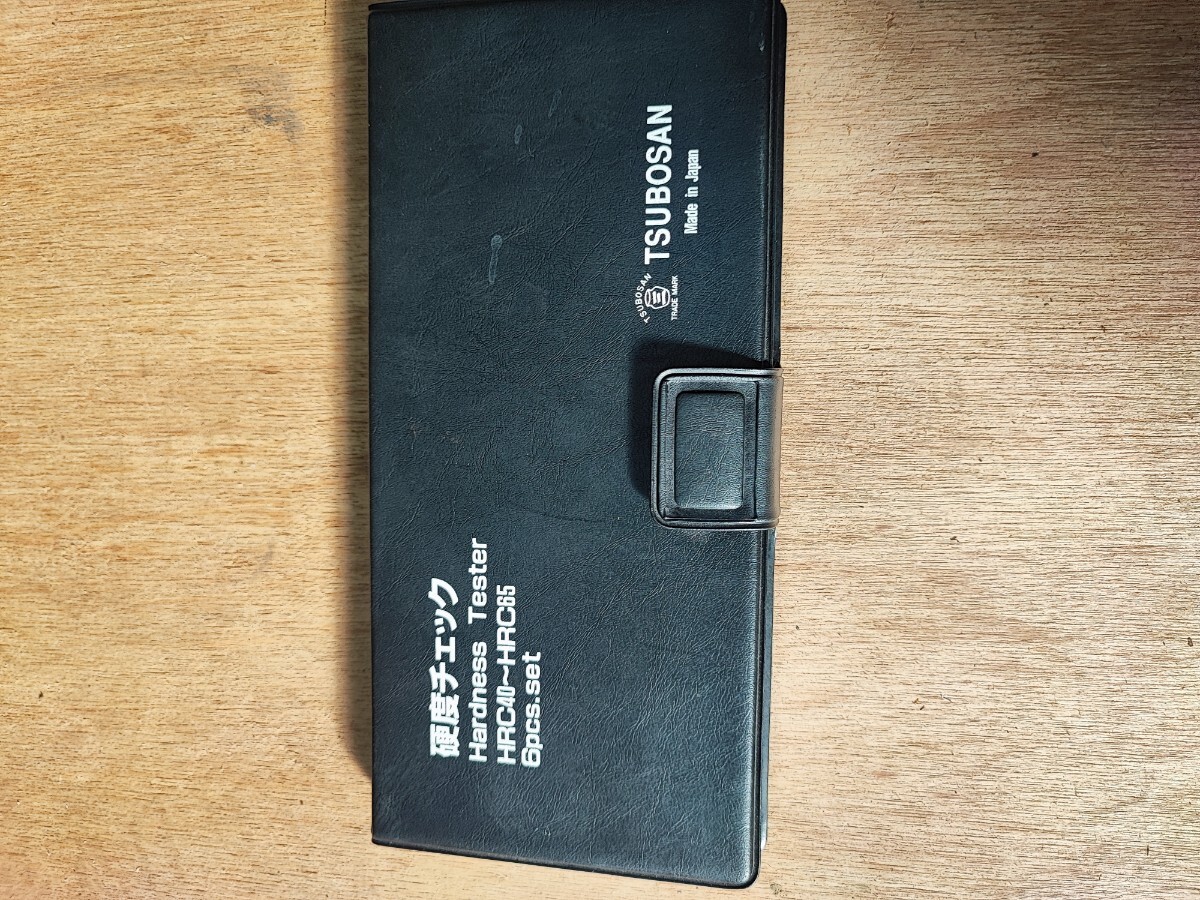 硬度チェック
Hardness Tester
HRC40～HRC65
6pcs.set
TSUBOSAN
三
TRADE MARK
TSUBOSAN
Made in Japan